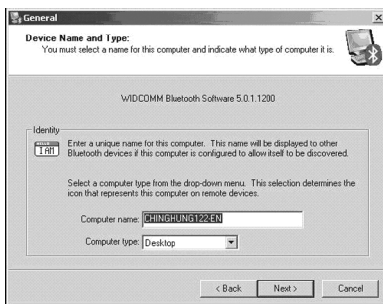 General
Device Name and Type:
You must select a name for this computer and indicate what type of computer it is.
WIDCOMM Bluetooth Software 5.0.1.1200
Identity
I AM
Enter a unique name for this computer. This name will be displayed to other
Bluetooth devices if this computer is configured to allow itself to be discovered.
Select a computer type from the drop-down menu. This selection determines the
icon that represents this computer on remote devices.
Computer name: CHINGHUNG122-EN
Computer type: Desktop
< Back Next > Cancel